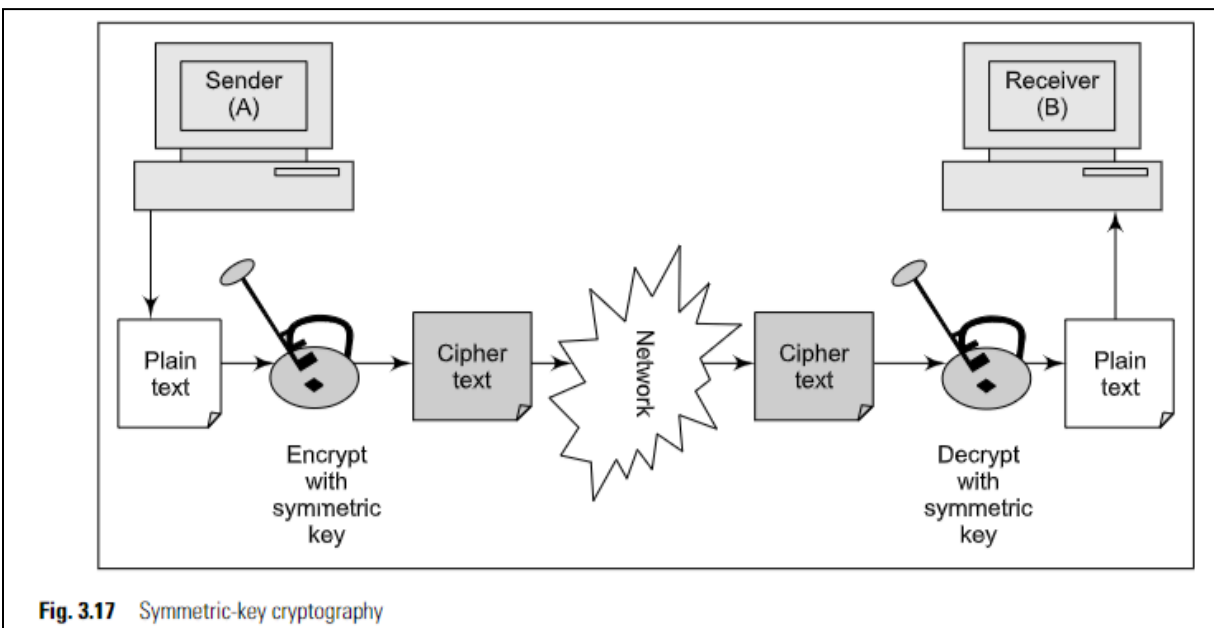 Sender
(A)
Receiver
(B)
Plain
text
Cipher
text
Network
Cipher
text
Plain
text
Encrypt
with
symmetric
key
Decrypt
with
symmetric
key
Fig. 3.17 Symmetric-key cryptography